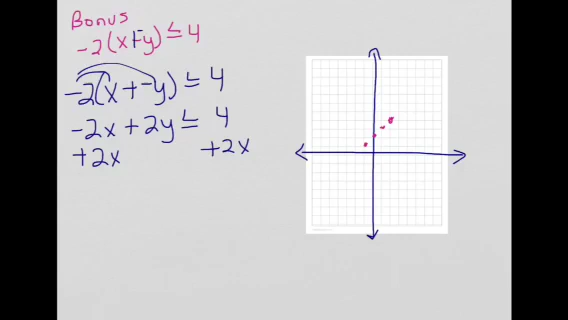 Bonus
-2(x+-y) ≤ 4
-2(x + -y) ≤ 4
-2x + 2y ≤ 4
+2x +2x